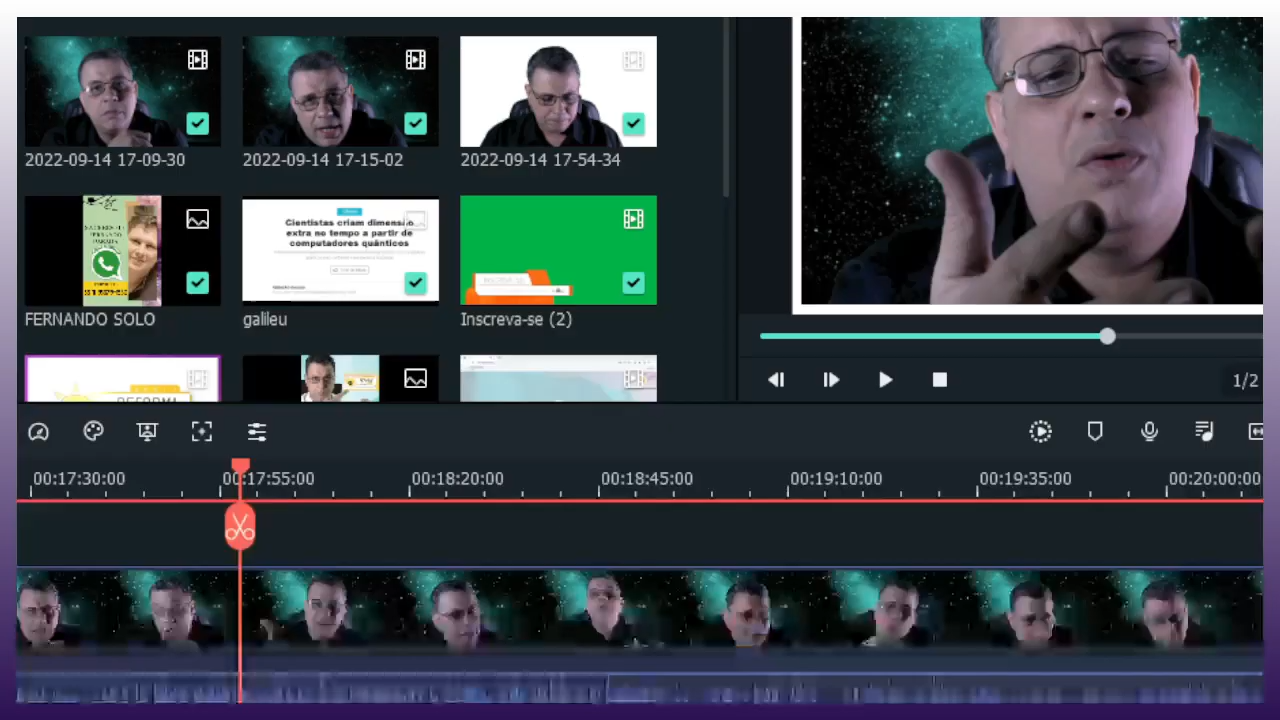 2022-09-14 17-09-30
2022-09-14 17-15-02
2022-09-14 17-54-34
Cientistas criam dimensão
extra no tempo a partir de
computadores quânticos
INSCREVA-SE
FERNANDO SOLO
galileu
Inscreva-se (2)
REFORMA
1/2
00:17:30:00
00:17:55:00
00:18:20:00
00:18:45:00
00:19:10:00
00:19:35:00
00:20:00:00